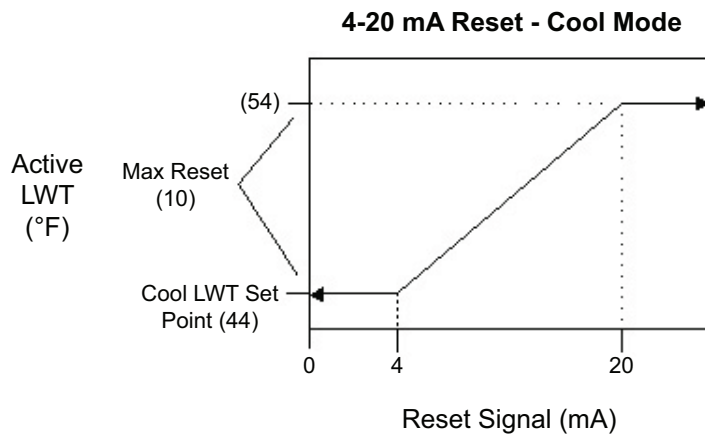 4-20 mA Reset - Cool Mode
(54)
Active
LWT
(°F)
Max Reset
(10)
Cool LWT Set
Point (44)
0
4
20
Reset Signal (mA)